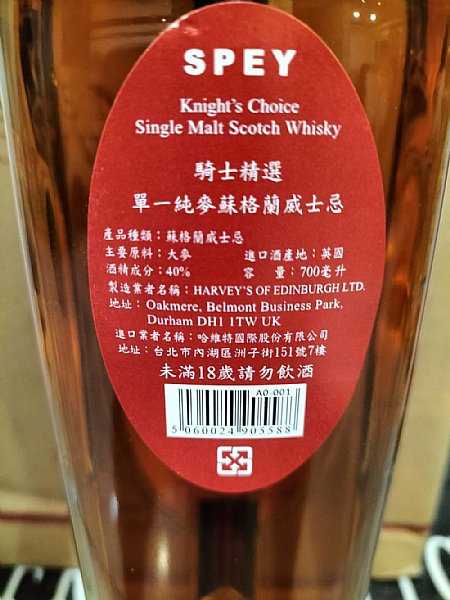 SPEY
Knight's Choice
Single Malt Scotch Whisky
騎士精選
單一純麥蘇格蘭威士忌
產品種類：蘇格蘭威士忌
主要原料：大麥 進口酒產地：英國
酒精成分：40% 容量：700毫升
製造業者名稱：HARVEY'S OF EDINBURGH LTD.
地址：Oakmere, Belmont Business Park,
Durham DH1 1TW UK
進口業者名稱：哈維特國際股份有限公司
地址：台北市內湖區洲子街151號7樓
未滿18歲請勿飲酒
A0-001
5 060024 905588